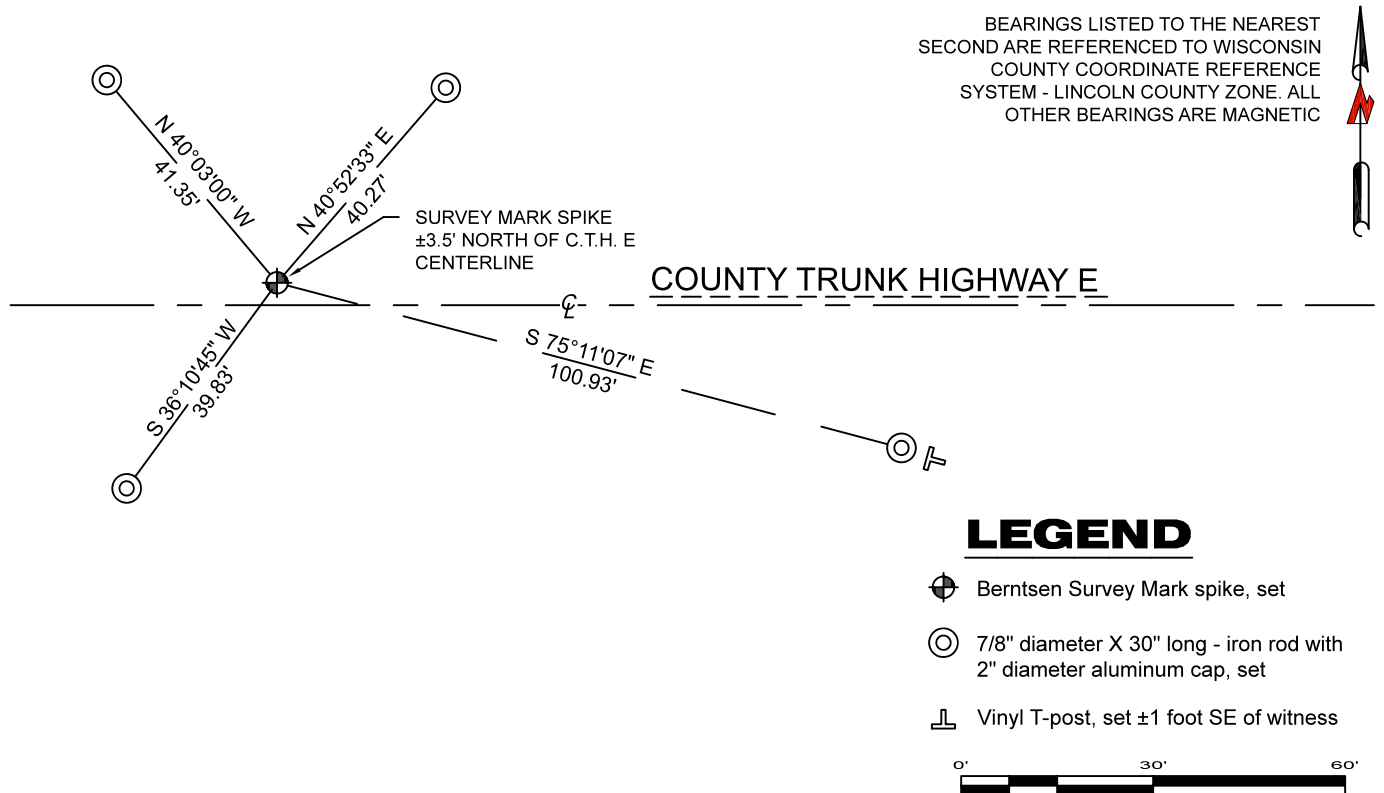 BEARINGS LISTED TO THE NEAREST
SECOND ARE REFERENCED TO WISCONSIN
COUNTY COORDINATE REFERENCE
SYSTEM - LINCOLN COUNTY ZONE. ALL
OTHER BEARINGS ARE MAGNETIC
N
N 40°03'00" W
41.35'
N 40°52'33" E
40.27'
SURVEY MARK SPIKE
±3.5' NORTH OF C.T.H. E
CENTERLINE
COUNTY TRUNK HIGHWAY E
℄
S 75°11'07" E
100.93'
S 36°10'45" W
39.83'
LEGEND
Berntsen Survey Mark spike, set
7/8" diameter X 30" long - iron rod with
2" diameter aluminum cap, set
Vinyl T-post, set ±1 foot SE of witness
0' 30' 60'